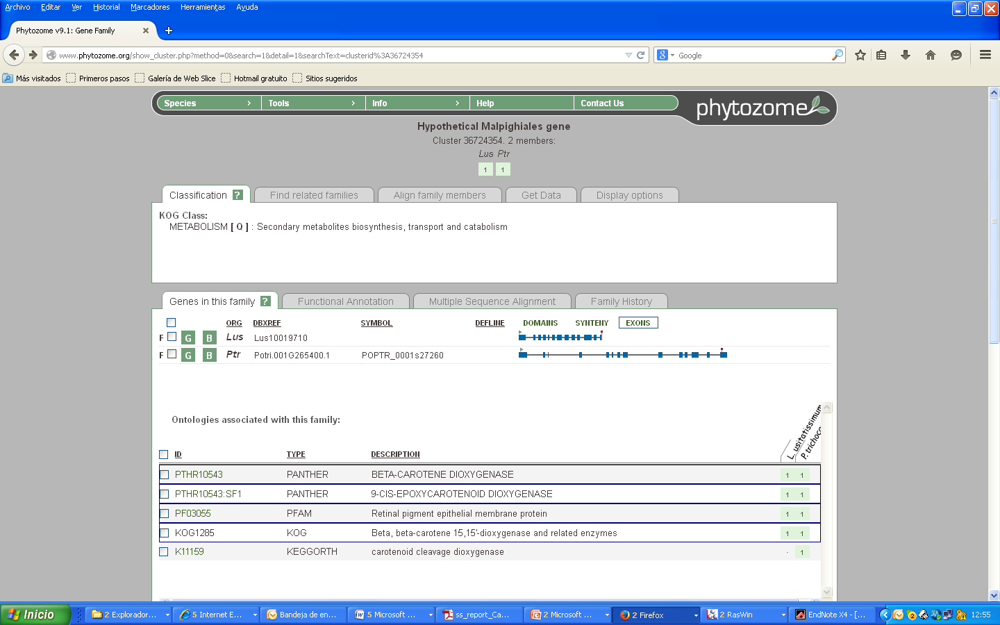 Archivo Editar Ver Historial Marcadores Herramientas Ayuda
Phytozome v9.1: Gene Family
www.phytozome.org/show_cluster.php?method=0&search=1&detail=1&searchText=clusterid%3A36724354
Google
Más visitados Primeros pasos Galería de Web Slice Hotmail gratuito Sitios sugeridos
Species Tools Info Help Contact Us
phytozome
Hypothetical Malpighiales gene
Cluster 36724354. 2 members:
Lus Ptr
1 1
Classification ? Find related families Align family members Get Data Display options
KOG Class:
METABOLISM [ Q ] : Secondary metabolites biosynthesis, transport and catabolism
Genes in this family ? Functional Annotation Multiple Sequence Alignment Family History
ORG DBXREF SYMBOL DEFLINE DOMAINS SYNTENY EXONS
F G B Lus Lus10019710
F G B Ptr Potri.001G265400.1 POPTR_0001s27260
Ontologies associated with this family:
L. usitatissimum
P. trichoc
ID TYPE DESCRIPTION
PTHR10543 PANTHER BETA-CAROTENE DIOXYGENASE 1 1
PTHR10543:SF1 PANTHER 9-CIS-EPOXYCAROTENOID DIOXYGENASE 1 1
PF03055 PFAM Retinal pigment epithelial membrane protein 1 1
KOG1285 KOG Beta, beta-carotene 15,15'-dioxygenase and related enzymes 1 1
K11159 KEGGORTH carotenoid cleavage dioxygenase - 1
Inicio 2 Explorador... 5 Internet E... Bandeja de en... 5 Microsoft ... ss_report_Ca... 2 Microsoft ... 2 Firefox 2 RasWin EndNote X4 - [... 12:55